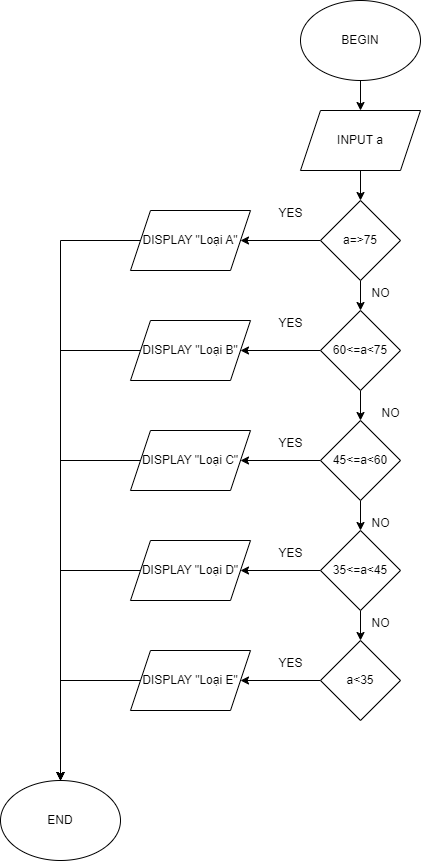 BEGIN
INPUT a
YES
DISPLAY "Loại A"
a=>75
NO
YES
DISPLAY "Loại B"
60<=a<75
NO
YES
DISPLAY "Loại C"
45<=a<60
NO
YES
DISPLAY "Loại D"
35<=a<45
NO
YES
DISPLAY "Loại E"
a<35
END